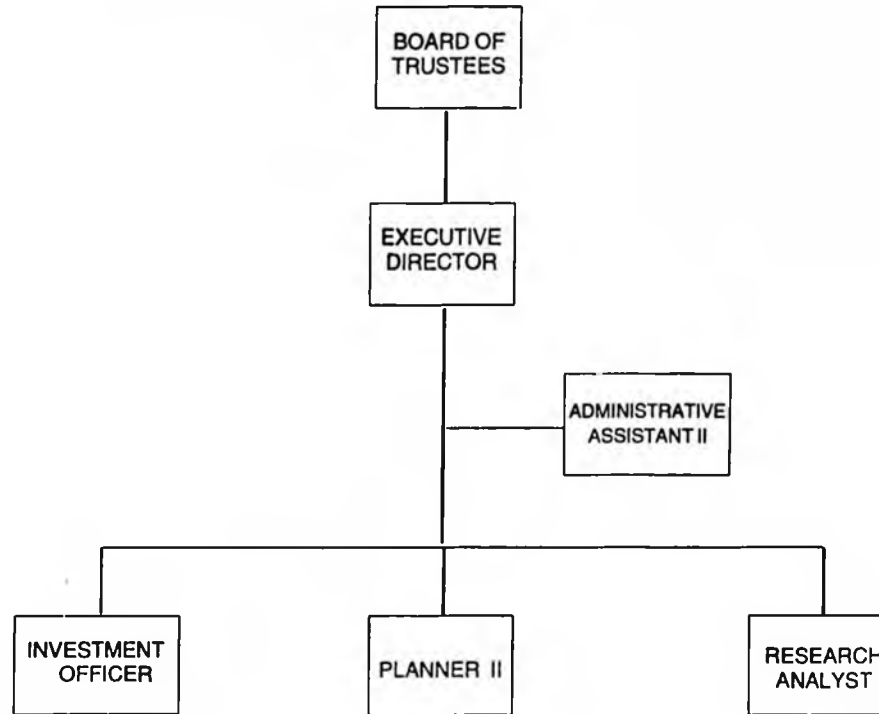 BOARD OF
TRUSTEES
EXECUTIVE
DIRECTOR
ADMINISTRATIVE
ASSISTANT II
INVESTMENT
OFFICER
PLANNER II
RESEARCH
ANALYST